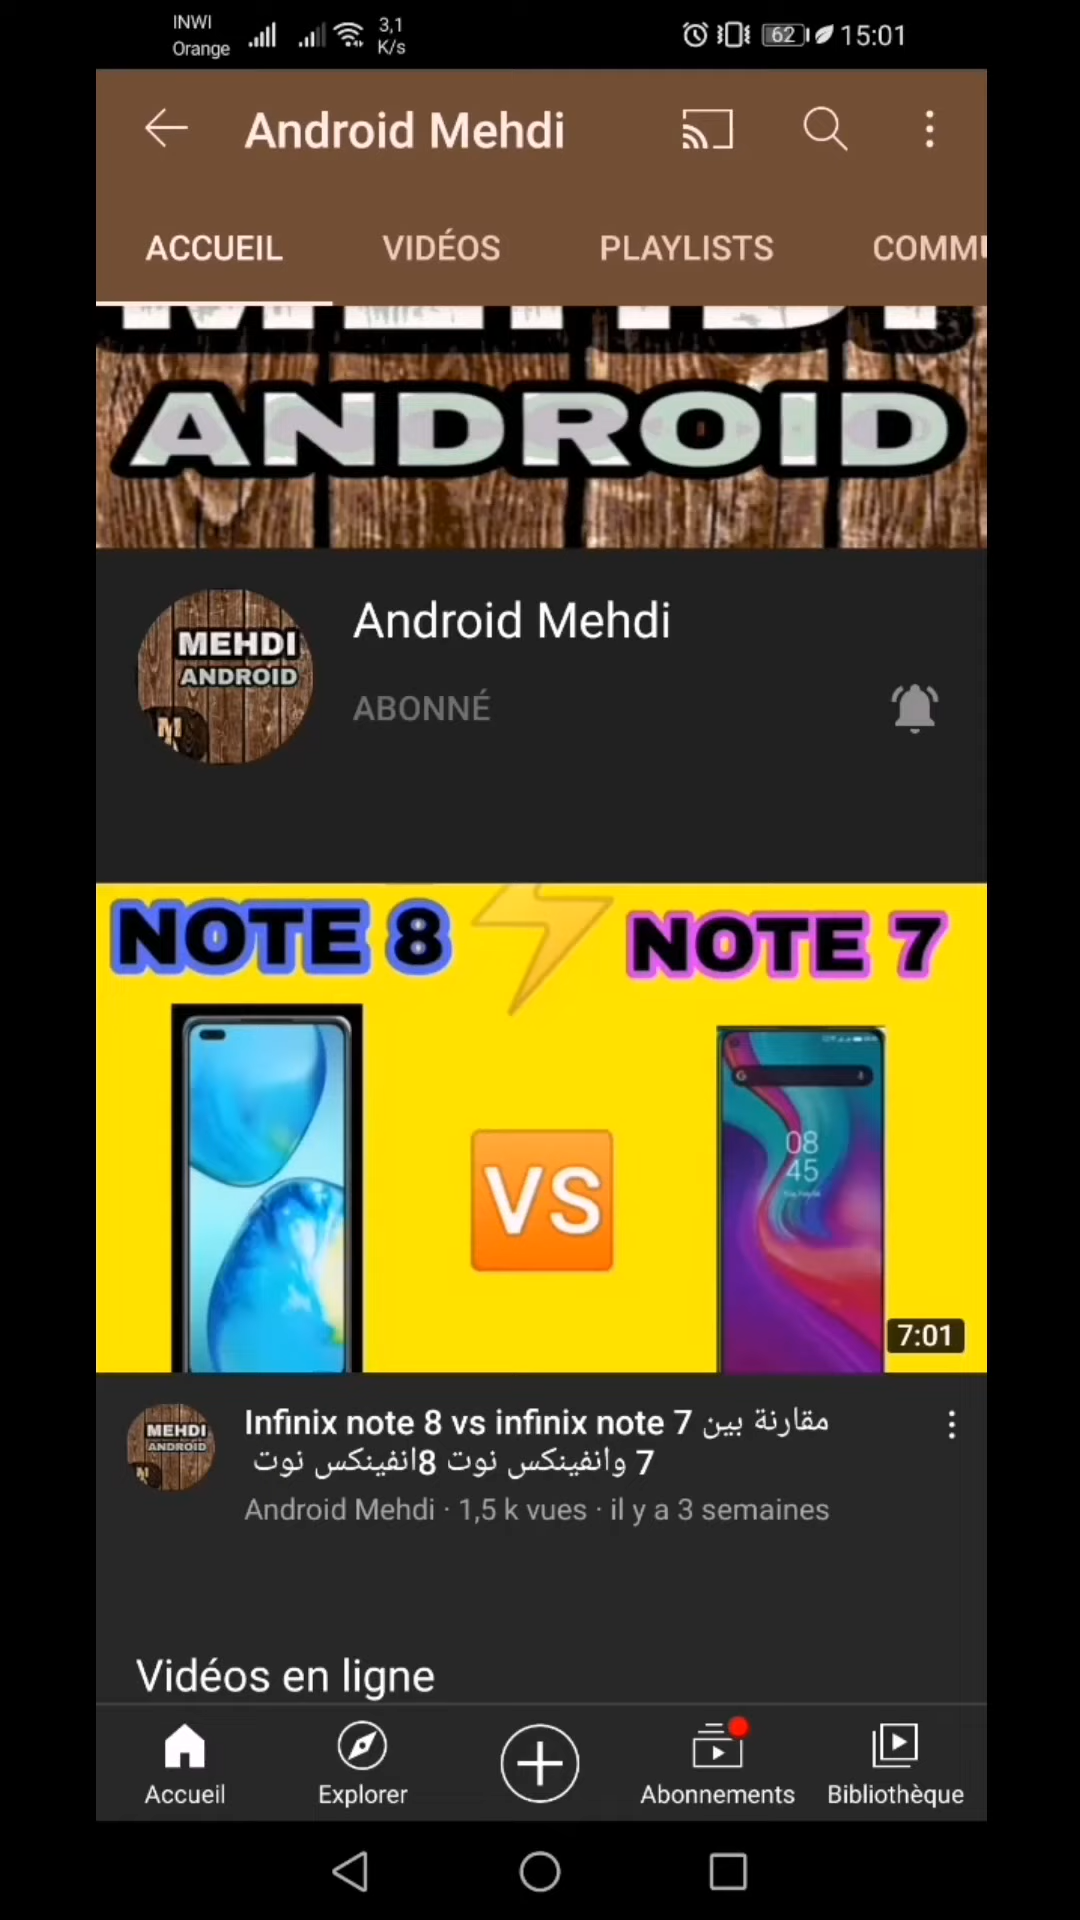 INWI
Orange
3,1
K/s
62
15:01
Android Mehdi
ACCUEIL
VIDÉOS
PLAYLISTS
COMMU
MEHDI
ANDROID
MEHDI
ANDROID
M
Android Mehdi
ABONNÉ
NOTE 8
NOTE 7
G
08
45
VS
7:01
MEHDI
ANDROID
M
Infinix note 8 vs infinix note 7 مقارنة بين
انفينكس نوت 8 وانفينكس نوت 7
Android Mehdi · 1,5 k vues · il y a 3 semaines
Vidéos en ligne
Accueil
Explorer
Abonnements
Bibliothèque